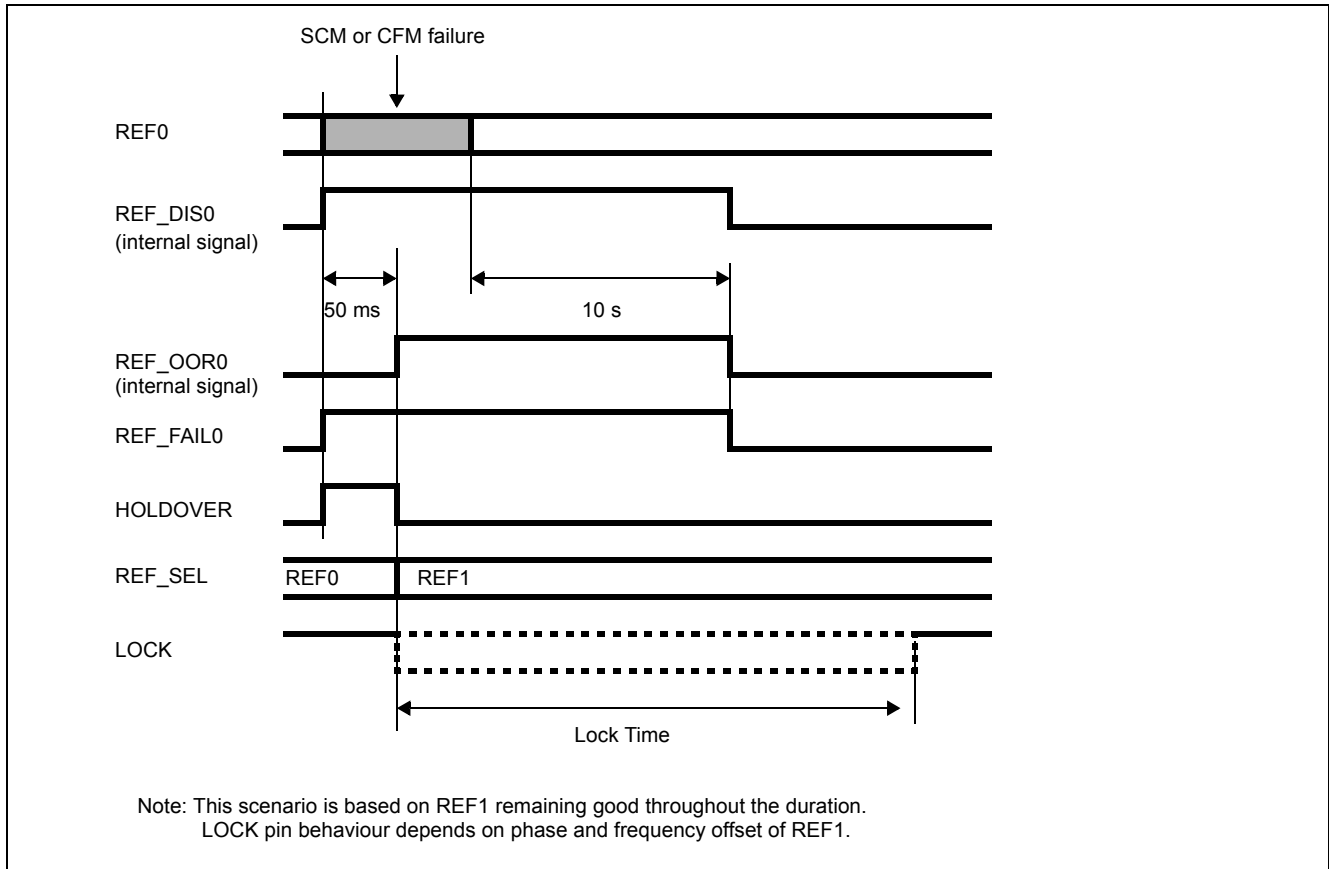 SCM or CFM failure
REF0
REF_DIS0
(internal signal)
50 ms
10 s
REF_OOR0
(internal signal)
REF_FAIL0
HOLDOVER
REF_SEL
REF0
REF1
LOCK
Lock Time
Note: This scenario is based on REF1 remaining good throughout the duration.
LOCK pin behaviour depends on phase and frequency offset of REF1.